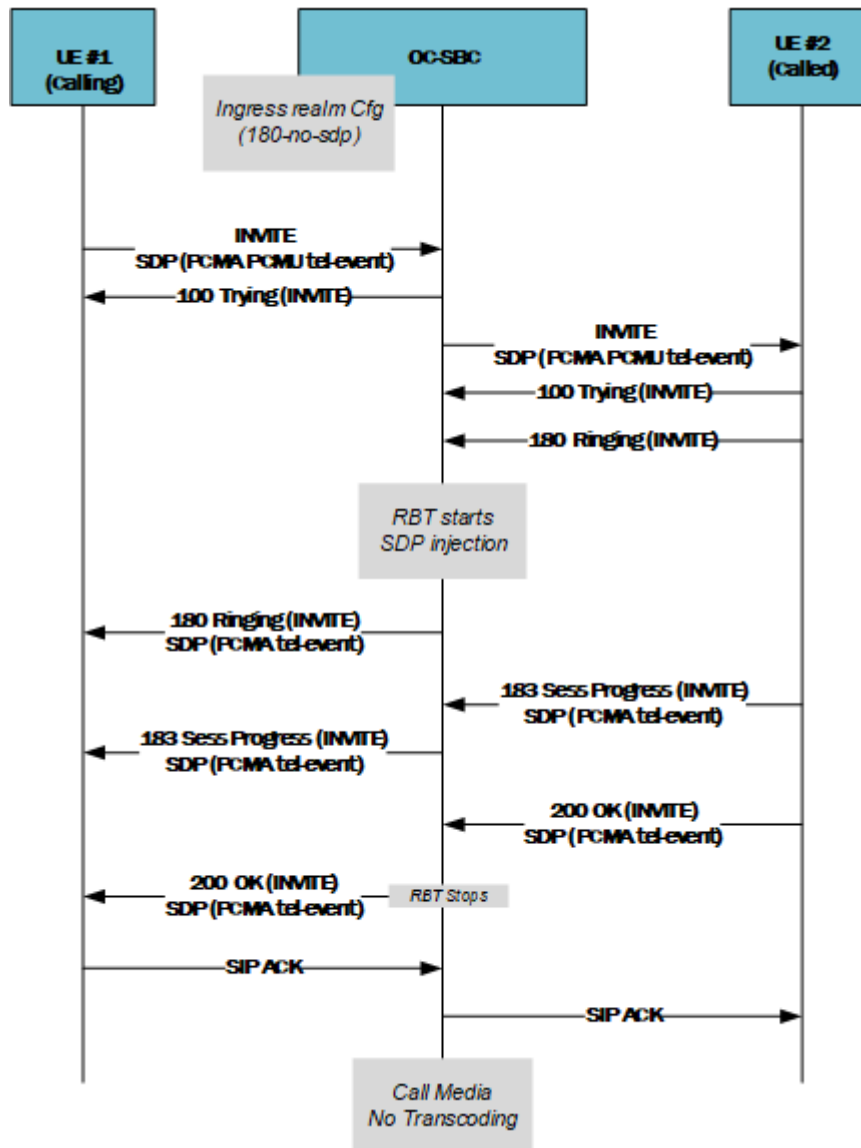 UE #1
(Calling)
OC-SBC
UE #2
(Called)
Ingress realm Cfg
(180-no-sdp)
INVITE
SDP (PCMA PCMU tel-event)
100 Trying (INVITE)
INVITE
SDP (PCMA PCMU tel-event)
100 Trying (INVITE)
180 Ringing (INVITE)
RBT starts
SDP injection
180 Ringing (INVITE)
SDP (PCMA tel-event)
183 Sess Progress (INVITE)
SDP (PCMA tel-event)
183 Sess Progress (INVITE)
SDP (PCMA tel-event)
200 OK (INVITE)
SDP (PCMA tel-event)
200 OK (INVITE)
SDP (PCMA tel-event)
RBT Stops
SIP ACK
SIP ACK
Call Media
No Transcoding